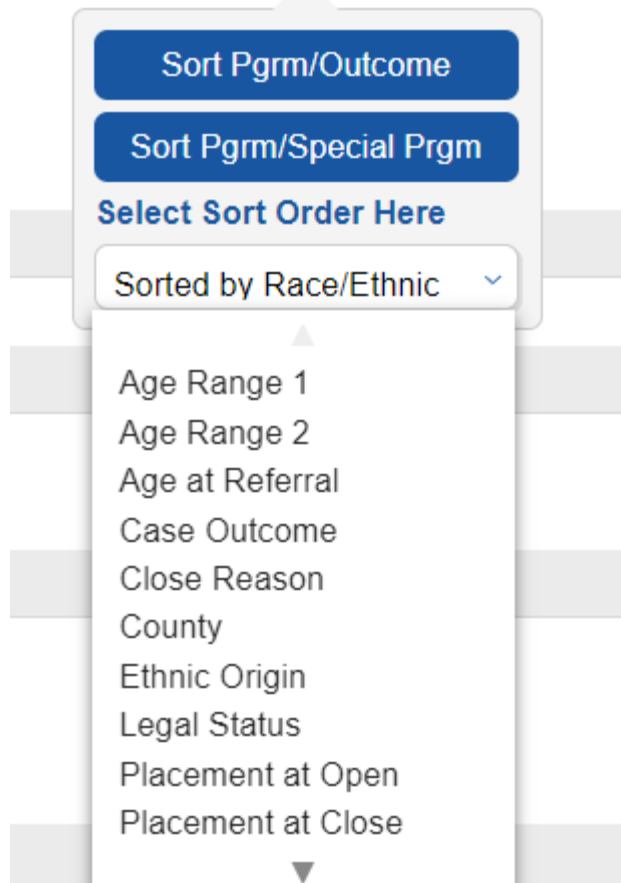 Sort Pgrm/Outcome
Sort Pgrm/Special Prgm
Select Sort Order Here
Sorted by Race/Ethnic
Age Range 1
Age Range 2
Age at Referral
Case Outcome
Close Reason
County
Ethnic Origin
Legal Status
Placement at Open
Placement at Close